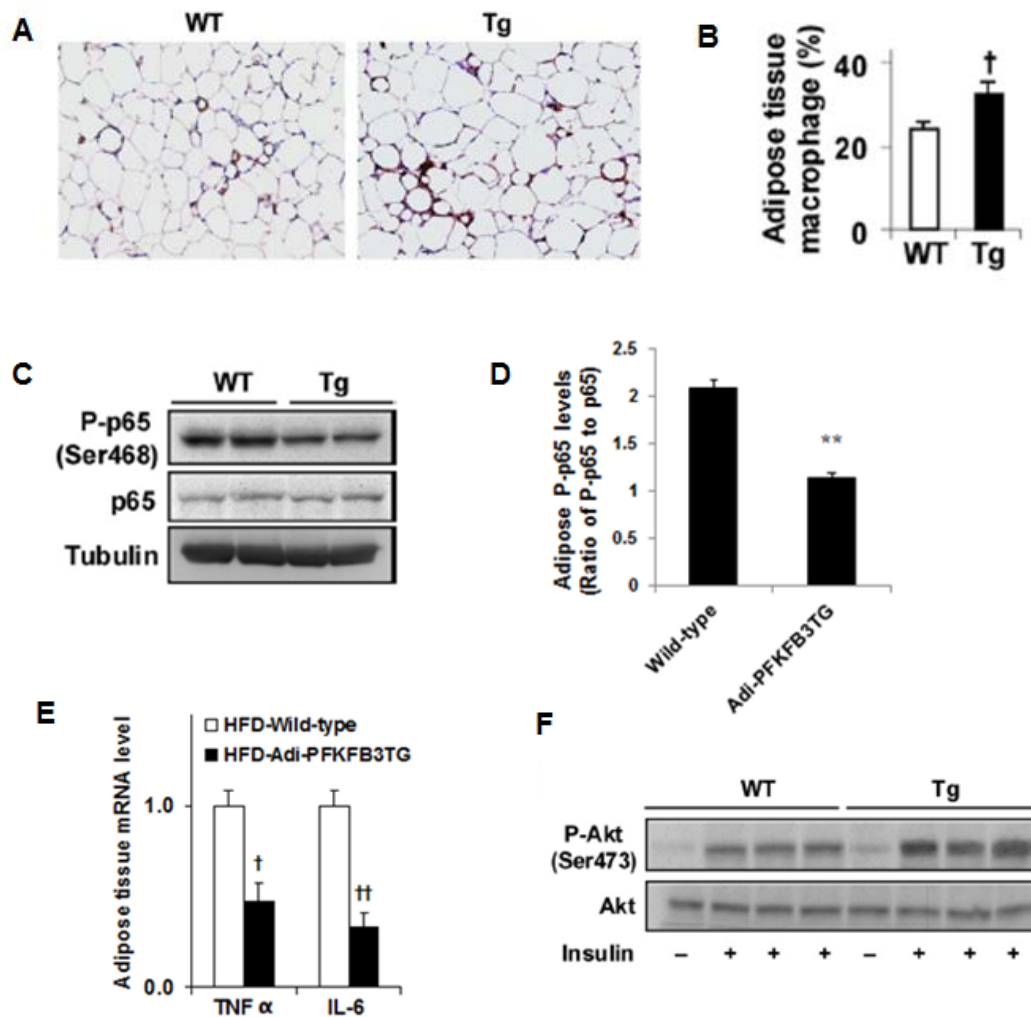 A
WT
Tg
B
Adipose tissue
macrophage (%)
40
20
0
†
WT
Tg
C
WT
Tg
P-p65
(Ser468)
p65
Tubulin
D
Adipose P-p65 levels
(Ratio of P-p65 to p65)
2.5
2
1.5
1
0.5
0
**
Wild-type
Adi-PFKFB3TG
E
Adipose tissue mRNA level
HFD-Wild-type
HFD-Adi-PFKFB3TG
1.0
0.0
†
††
TNF α
IL-6
F
WT
Tg
P-Akt
(Ser473)
Akt
Insulin – + + + – + + +